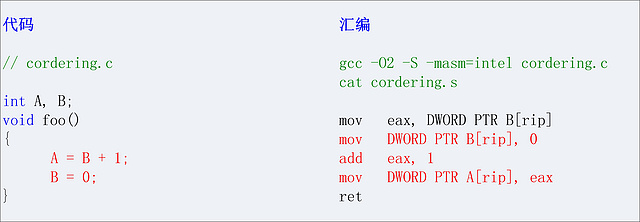 代码
// cordering.c
int A, B;
void foo()
{
A = B + 1;
B = 0;
}
汇编
gcc -O2 -S -masm=intel cordering.c
cat cordering.s
mov eax, DWORD PTR B[rip]
mov DWORD PTR B[rip], 0
add eax, 1
mov DWORD PTR A[rip], eax
ret